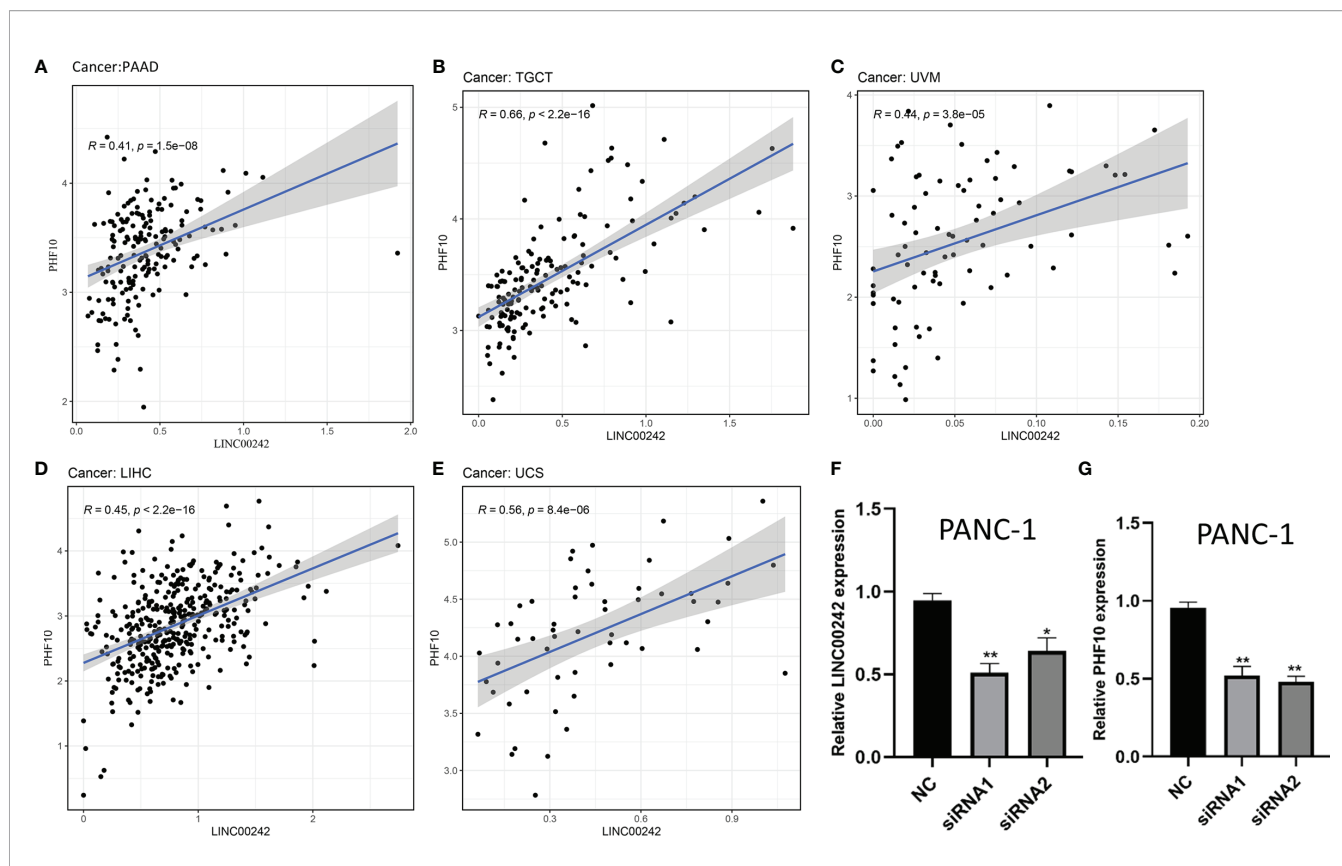 A
Cancer:PAAD
R = 0.41, p = 1.5e−08
PHF10
4
3
2
0.0 0.5 1.0 1.5 2.0
LINC00242
B
Cancer: TGCT
R = 0.66, p < 2.2e−16
PHF10
5
4
3
0.0 0.5 1.0 1.5
LINC00242
C
Cancer: UVM
R = 0.44, p = 3.8e−05
PHF10
4
3
2
1
0.00 0.05 0.10 0.15 0.20
LINC00242
D
Cancer: LIHC
R = 0.45, p < 2.2e−16
PHF10
4
3
2
1
0 1 2
LINC00242
E
Cancer: UCS
R = 0.56, p = 8.4e−06
PHF10
5.0
4.5
4.0
3.5
3.0
0.3 0.6 0.9
LINC00242
F
PANC-1
Relative LINC00242 expression
1.5
1.0
0.5
0.0
**
*
NC siRNA1 siRNA2
G
PANC-1
Relative PHF10 expression
1.5
1.0
0.5
0.0
**
**
NC siRNA1 siRNA2